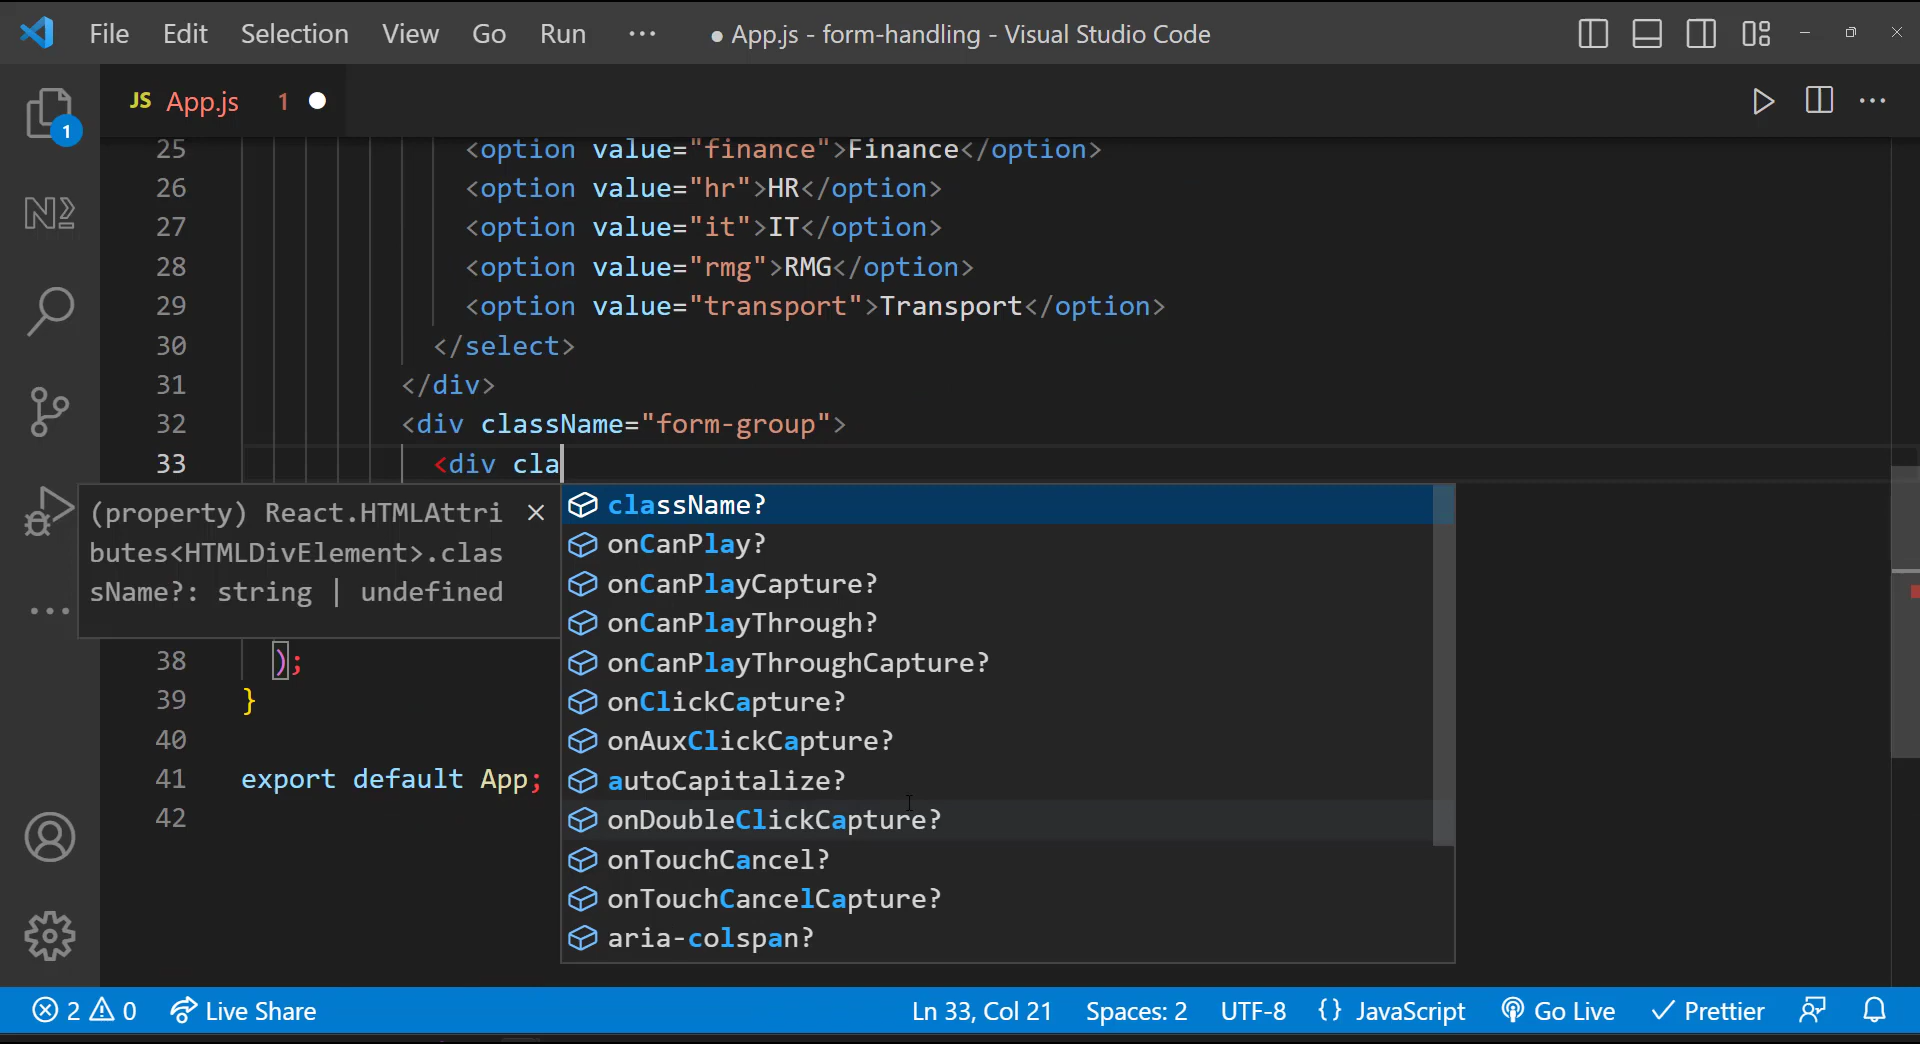 File Edit Selection View Go Run ··· ● App.js - form-handling - Visual Studio Code
JS App.js 1
1
25 <option value="finance">Finance</option>
26 <option value="hr">HR</option>
27 <option value="it">IT</option>
28 <option value="rmg">RMG</option>
29 <option value="transport">Transport</option>
30 </select>
31 </div>
32 <div className="form-group">
33 <div cla
(property) React.HTMLAttri
butes<HTMLDivElement>.clas
sName?: string | undefined
className?
onCanPlay?
onCanPlayCapture?
onCanPlayThrough?
onCanPlayThroughCapture?
onClickCapture?
onAuxClickCapture?
autoCapitalize?
onDoubleClickCapture?
onTouchCancel?
onTouchCancelCapture?
aria-colspan?
38 );
39 }
40
41 export default App;
42
2 0 Live Share Ln 33, Col 21 Spaces: 2 UTF-8 {} JavaScript Go Live Prettier